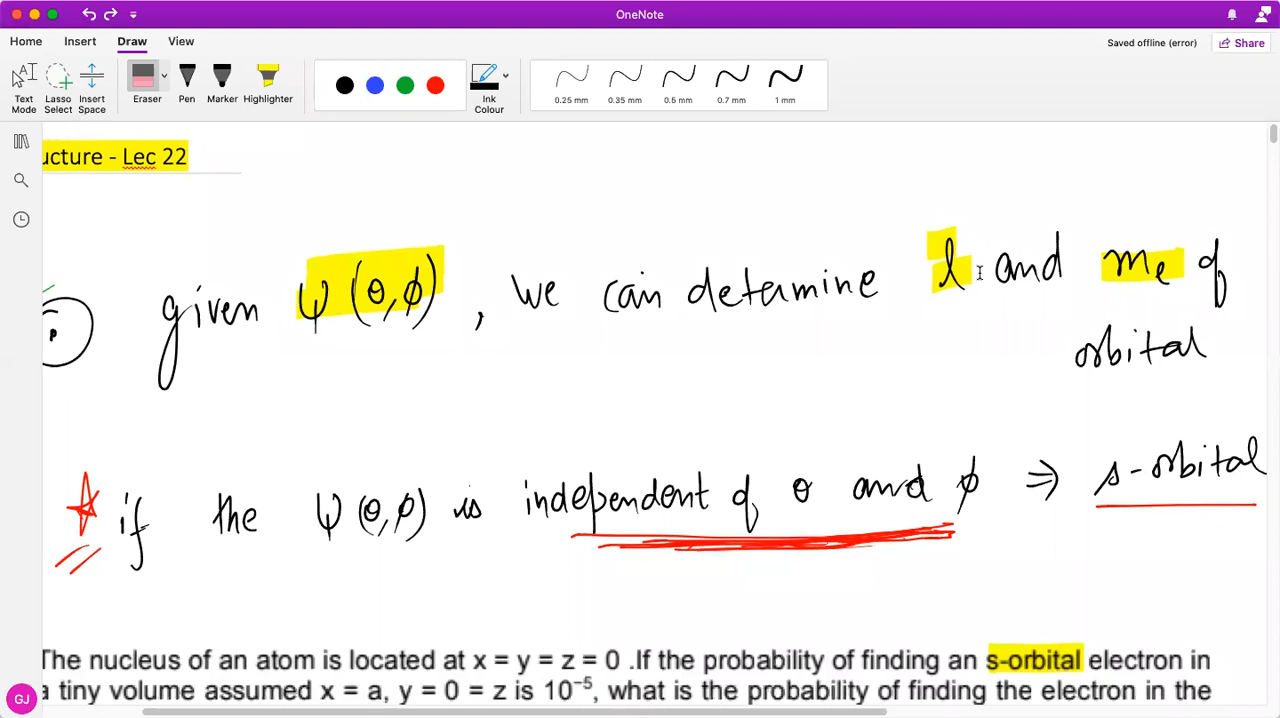 OneNote
Home Insert Draw View
Saved offline (error) Share
Text Mode
Lasso Select
Insert Space
Eraser
Pen
Marker
Highlighter
Ink Colour
0.25 mm 0.35 mm 0.5 mm 0.7 mm 1 mm
ucture - Lec 22
given ψ(θ,ϕ), we can determine l and mℓ of
orbital
P
if the ψ(θ,ϕ) is independent of θ and ϕ ⇒ s-orbital
The nucleus of an atom is located at x = y = z = 0 .If the probability of finding an s-orbital electron in
a tiny volume assumed x = a, y = 0 = z is 10⁻⁵, what is the probability of finding the electron in the
GJ